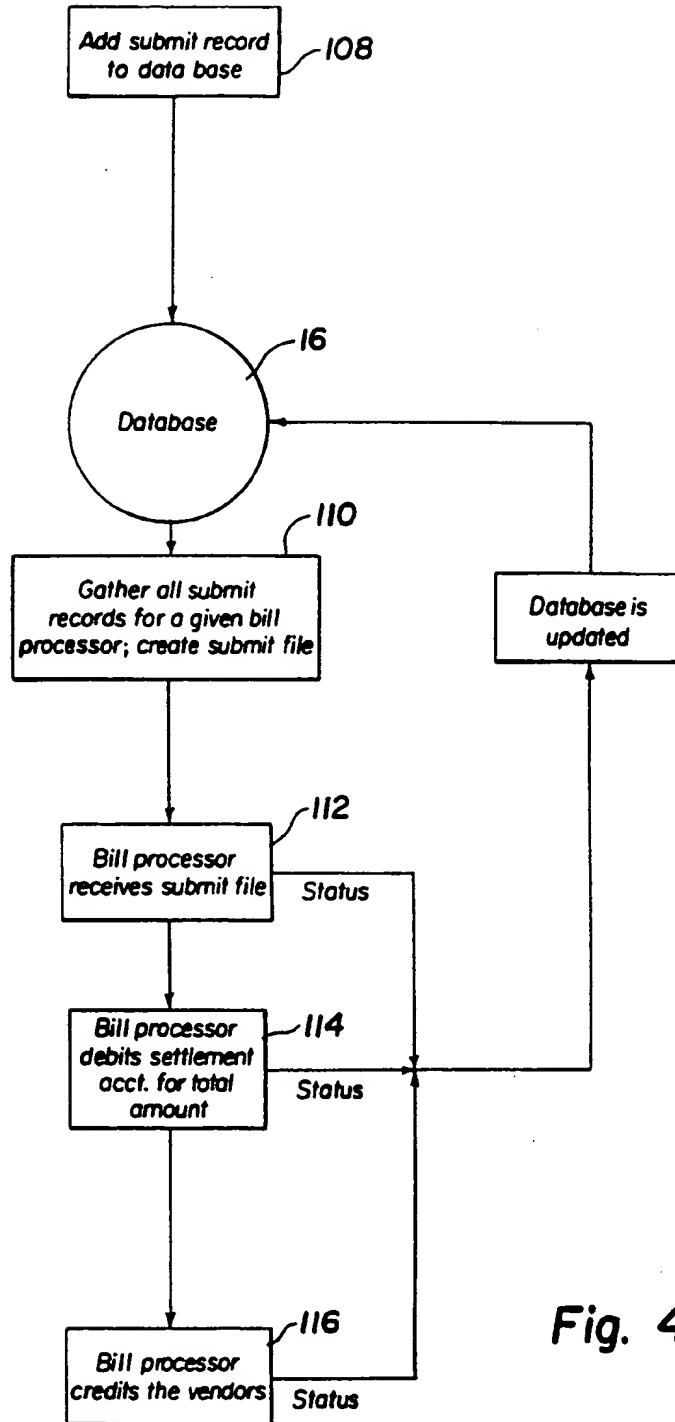 Add submit record
to data base
108
16
Database
110
Gather all submit
records for a given bill
processor; create submit file
Database is
updated
112
Bill processor
receives submit file
Status
Bill processor
debits settlement
acct. for total
amount
114
Status
116
Bill processor
credits the vendors
Status
Fig. 4